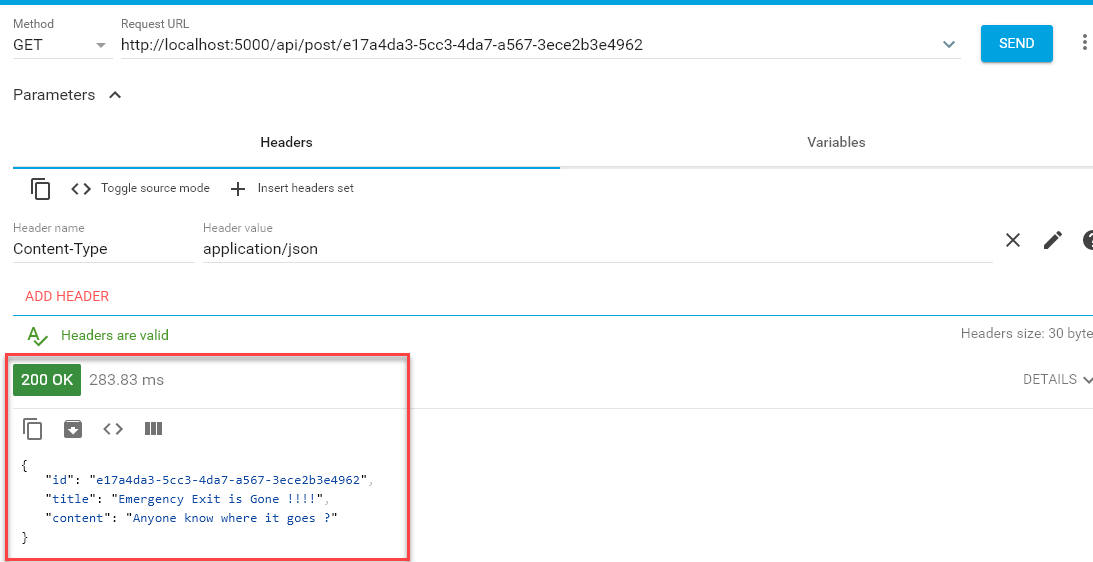 Method
Request URL
GET
http://localhost:5000/api/post/e17a4da3-5cc3-4da7-a567-3ece2b3e4962
SEND
Parameters
Headers
Variables
Toggle source mode
Insert headers set
Header name
Header value
Content-Type
application/json
ADD HEADER
Headers are valid
Headers size: 30 byte
200 OK
283.83 ms
DETAILS
{
"id": "e17a4da3-5cc3-4da7-a567-3ece2b3e4962",
"title": "Emergency Exit is Gone !!!!",
"content": "Anyone know where it goes ?"
}